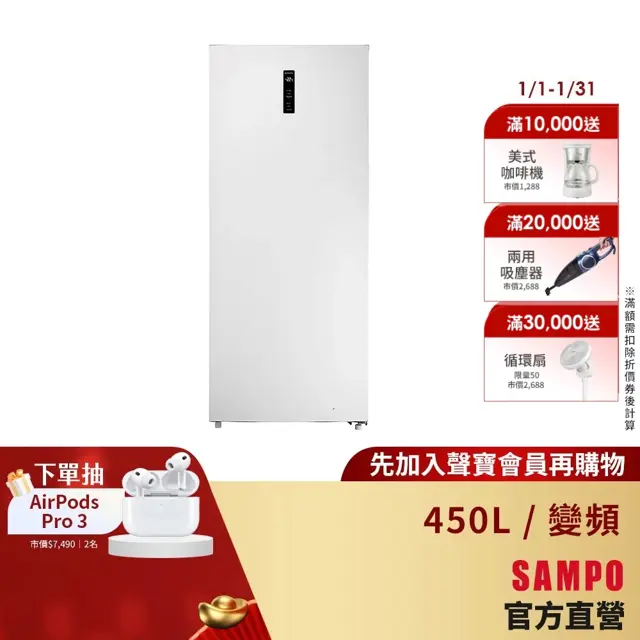 1/1-1/31
滿10,000送
美式
咖啡機
市價1,288
滿20,000送
兩用
吸塵器
市價2,688
滿30,000送
循環扇
限量50
市價2,688
※滿額需扣除折價券後計算
下單抽
AirPods
Pro 3
市價$7,490｜2名
先加入聲寶會員再購物
450L / 變頻
SAMPO
官方直營